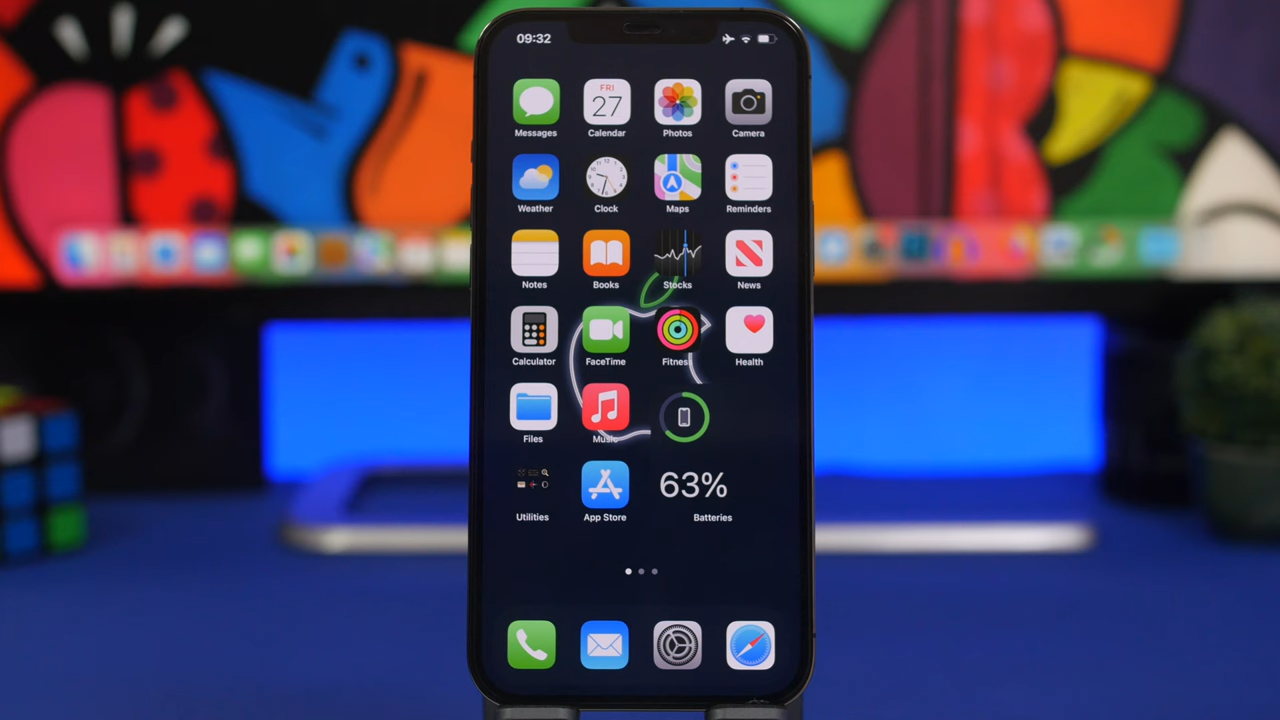 09:32
FRI
27
Messages Calendar Photos Camera
Weather Clock Maps Reminders
Notes Books Stocks News
Calculator FaceTime Fitness Health
Files Music
63%
Utilities App Store Batteries